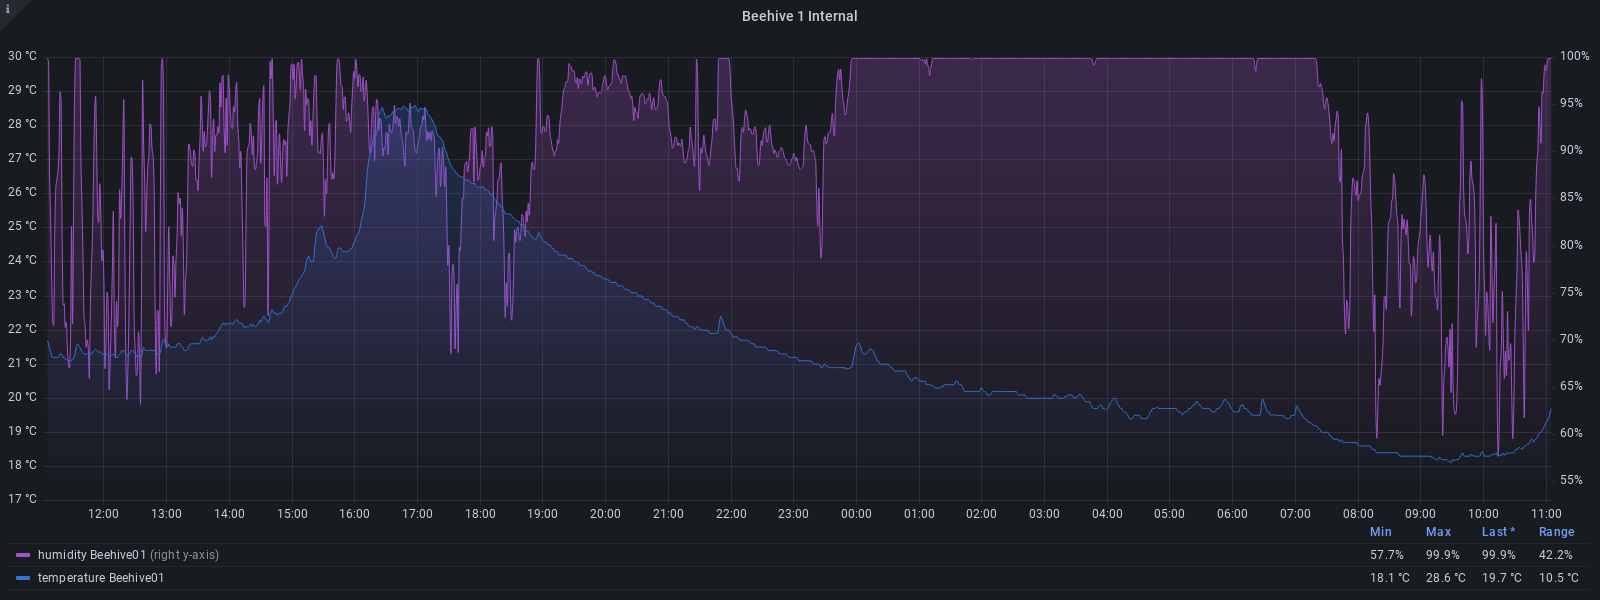 i
Beehive 1 Internal
30 °C
29 °C
28 °C
27 °C
26 °C
25 °C
24 °C
23 °C
22 °C
21 °C
20 °C
19 °C
18 °C
17 °C
100%
95%
90%
85%
80%
75%
70%
65%
60%
55%
12:00 13:00 14:00 15:00 16:00 17:00 18:00 19:00 20:00 21:00 22:00 23:00 00:00 01:00 02:00 03:00 04:00 05:00 06:00 07:00 08:00 09:00 10:00 11:00
Min Max Last * Range
humidity Beehive01 (right y-axis) 57.7% 99.9% 99.9% 42.2%
temperature Beehive01 18.1 °C 28.6 °C 19.7 °C 10.5 °C